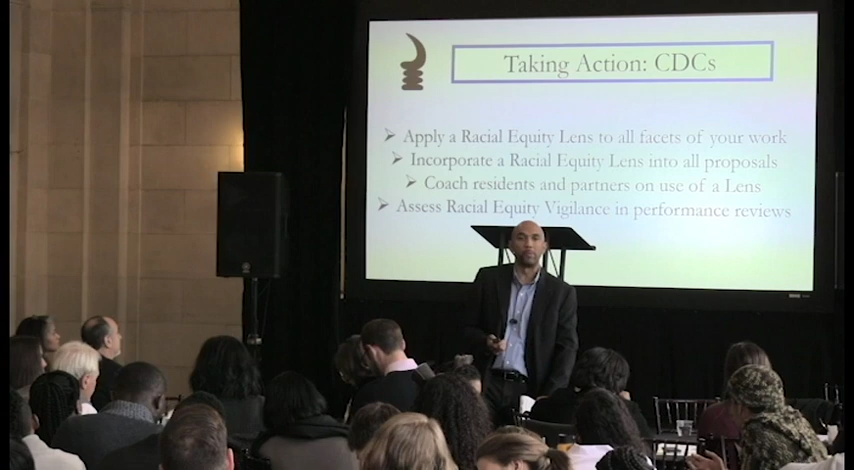 Taking Action: CDCs
Apply a Racial Equity Lens to all facets of your work
Incorporate a Racial Equity Lens into all proposals
Coach residents and partners on use of a Lens
Assess Racial Equity Vigilance in performance reviews